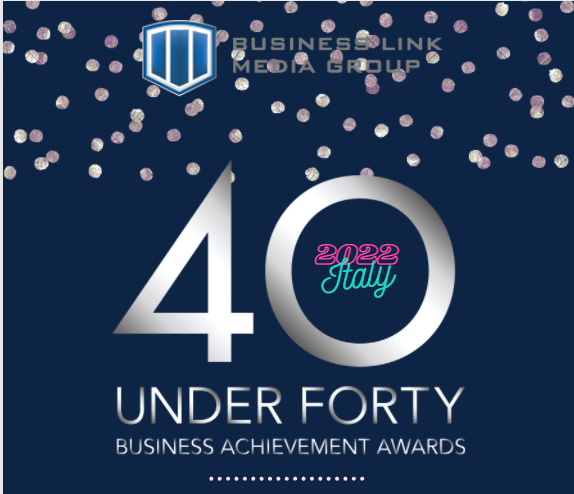 BUSINESS LINK
MEDIA GROUP
40
2022
Italy
UNDER FORTY
BUSINESS ACHIEVEMENT AWARDS